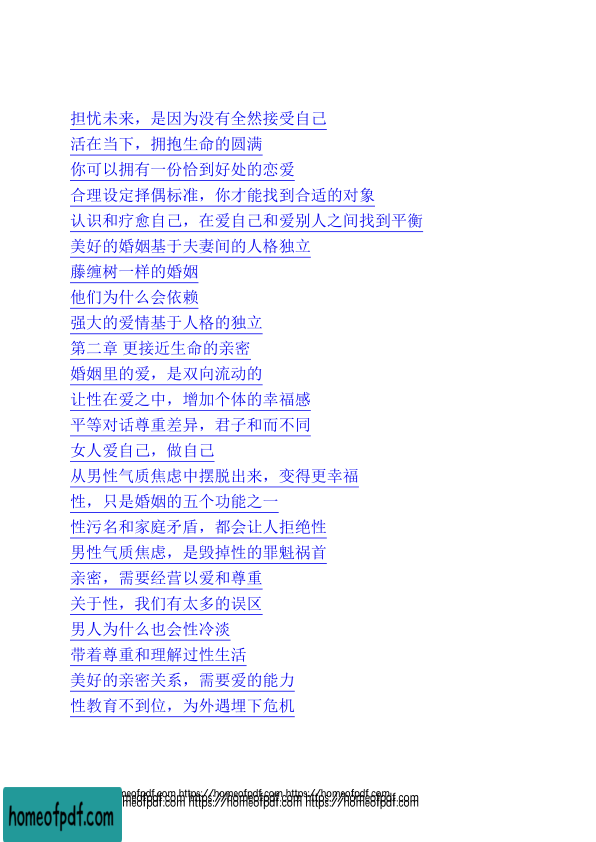 担忧未来，是因为没有全然接受自己
活在当下，拥抱生命的圆满
你可以拥有一份恰到好处的恋爱
合理设定择偶标准，你才能找到合适的对象
认识和疗愈自己，在爱自己和爱别人之间找到平衡
美好的婚姻基于夫妻间的人格独立
藤缠树一样的婚姻
他们为什么会依赖
强大的爱情基于人格的独立
第二章 更接近生命的亲密
婚姻里的爱，是双向流动的
让性在爱之中，增加个体的幸福感
平等对话尊重差异，君子和而不同
女人爱自己，做自己
从男性气质焦虑中摆脱出来，变得更幸福
性，只是婚姻的五个功能之一
性污名和家庭矛盾，都会让人拒绝性
男性气质焦虑，是毁掉性的罪魁祸首
亲密，需要经营以爱和尊重
关于性，我们有太多的误区
男人为什么也会性冷淡
带着尊重和理解过性生活
美好的亲密关系，需要爱的能力
性教育不到位，为外遇埋下危机
meofpdf.com https://homeofpdf.com https://homeofpdf.com
meofpdf.com https://homeofpdf.com https://homeofpdf.com
homeofpdf.com